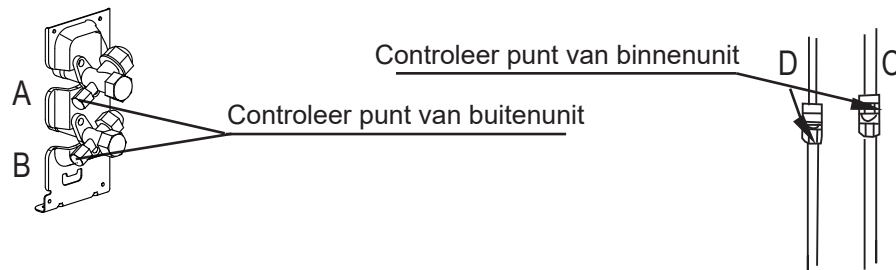 Controleer punt van binnenunit
D
C
A
Controleer punt van buitenunit
B